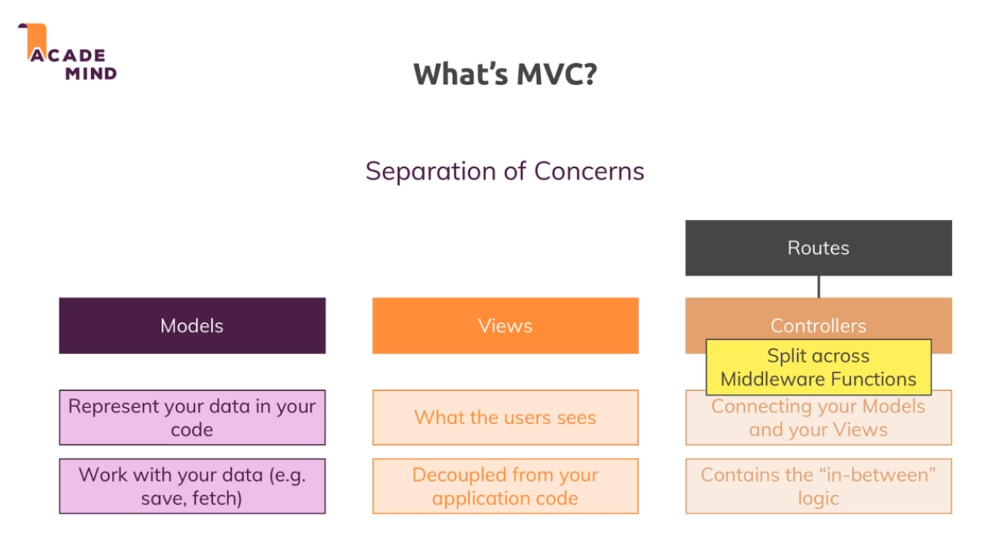 ACADE
MIND
What's MVC?
Separation of Concerns
Routes
Models
Views
Controllers
Split across
Middleware Functions
Represent your data in your
code
What the users sees
Connecting your Models
and your Views
Work with your data (e.g.
save, fetch)
Decoupled from your
application code
Contains the “in-between”
logic